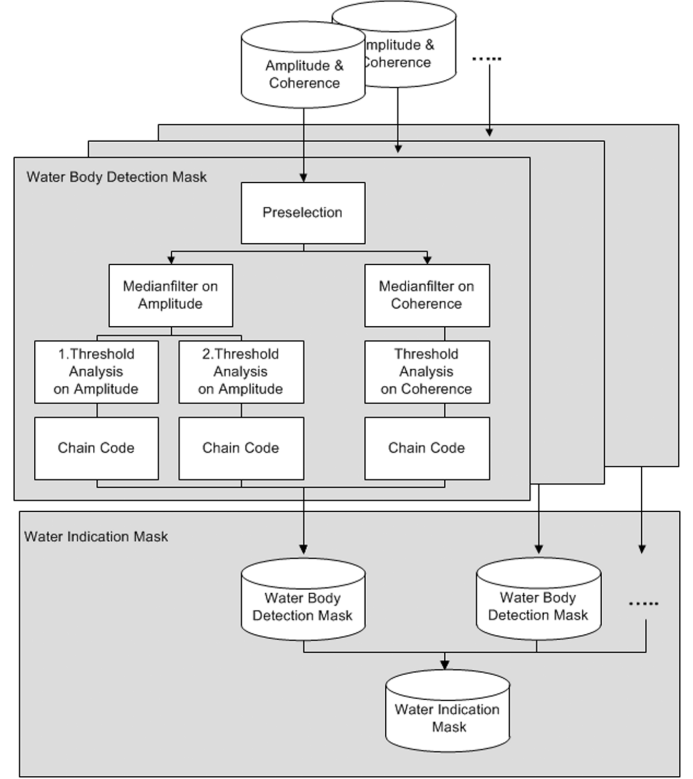 Amplitude &
Coherence
mplitude &
Coherence
.....
Water Body Detection Mask
Preselection
Medianfilter on
Amplitude
Medianfilter on
Coherence
1.Threshold
Analysis
on Amplitude
2.Threshold
Analysis
on Amplitude
Threshold
Analysis
on Coherence
Chain Code
Chain Code
Chain Code
Water Indication Mask
Water Body
Detection Mask
Water Body
Detection Mask
.....
Water Indication
Mask